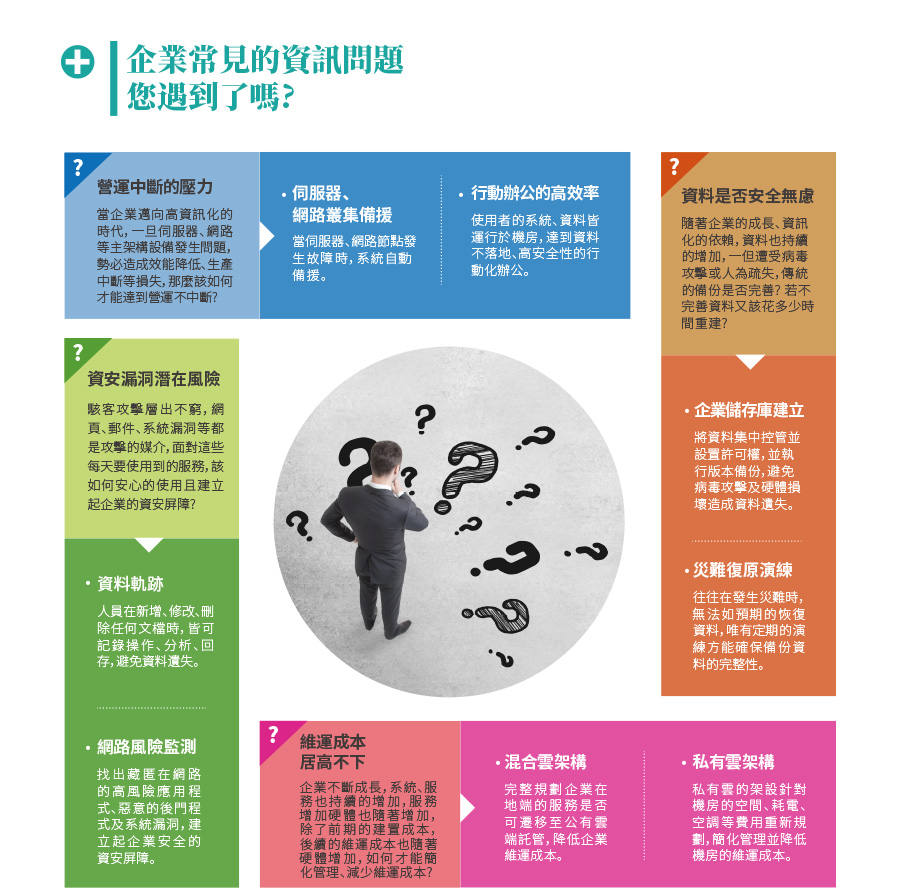 企業常見的資訊問題
您遇到了嗎?
?
營運中斷的壓力
當企業邁向高資訊化的
時代，一旦伺服器、網路
等主架構設備發生問題，
勢必造成效能降低、生產
中斷等損失，那麼該如何
才能達到營運不中斷?
• 伺服器、
網路叢集備援
當伺服器、網路節點發
生故障時，系統自動
備援。
• 行動辦公的高效率
使用者的系統、資料皆
運行於機房，達到資料
不落地、高安全性的行
動化辦公。
?
資料是否安全無慮
隨著企業的成長、資訊
化的依賴，資料也持續
的增加，一但遭受病毒
攻擊或人為疏失，傳統
的備份是否完善? 若不
完善資料又該花多少時
間重建?
• 企業儲存庫建立
將資料集中控管並
設置許可權，並執
行版本備份，避免
病毒攻擊及硬體損
壞造成資料遺失。
• 災難復原演練
往往在發生災難時，
無法如預期的恢復
資料，唯有定期的演
練方能確保備份資
料的完整性。
?
資安漏洞潛在風險
駭客攻擊層出不窮，網
頁、郵件、系統漏洞等都
是攻擊的媒介，面對這些
每天要使用到的服務，該
如何安心的使用且建立
起企業的資安屏障?
• 資料軌跡
人員在新增、修改、刪
除任何文檔時，皆可
記錄操作、分析、回
存，避免資料遺失。
• 網路風險監測
找出藏匿在網路
的高風險應用程
式、惡意的後門程
式及系統漏洞，建
立起企業安全的
資安屏障。
?
維運成本
居高不下
企業不斷成長，系統、服
務也持續的增加，服務
增加硬體也隨著增加，
除了前期的建置成本，
後續的維運成本也隨著
硬體增加，如何才能簡
化管理、減少維運成本?
• 混合雲架構
完整規劃企業在
地端的服務是否
可遷移至公有雲
端託管，降低企業
維運成本。
• 私有雲架構
私有雲的架設針對
機房的空間、耗電、
空調等費用重新規
劃，簡化管理並降低
機房的維運成本。